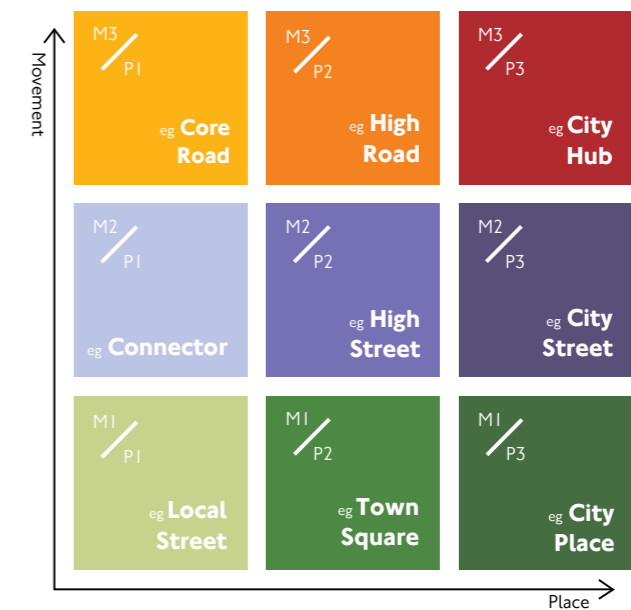 Movement
M3
P1
eg Core
Road
M3
P2
eg High
Road
M3
P3
eg City
Hub
M2
P1
eg Connector
M2
P2
eg High
Street
M2
P3
eg City
Street
M1
P1
eg Local
Street
M1
P2
eg Town
Square
M1
P3
eg City
Place
Place